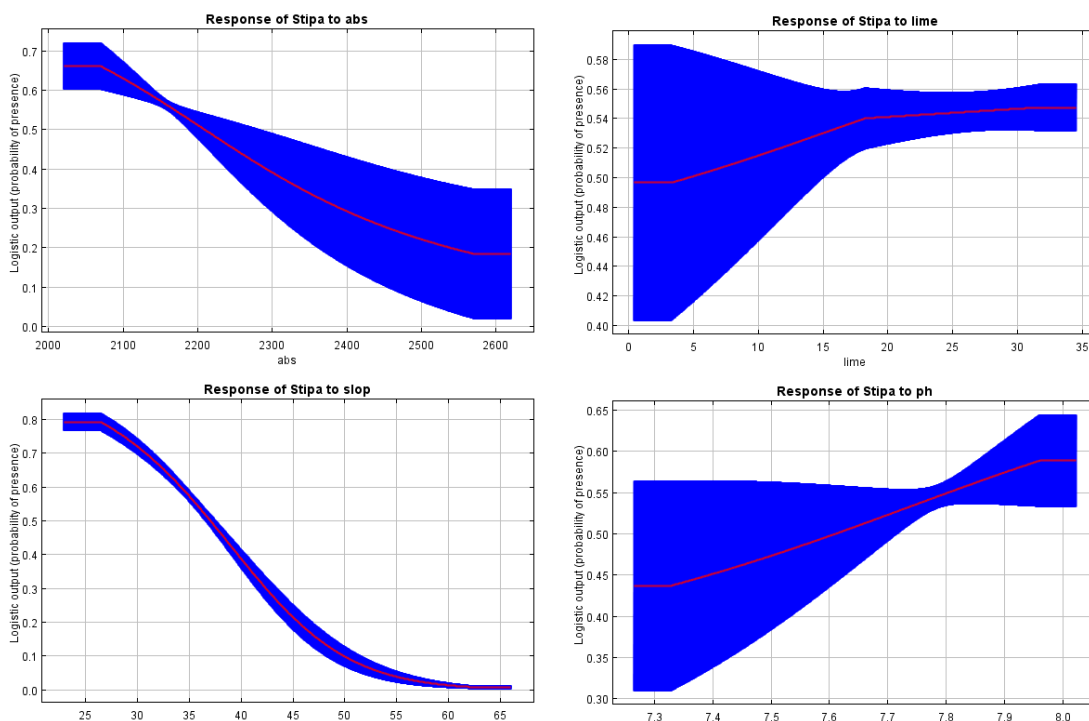 Response of Stipa to abs
Logistic output (probability of presence)
0.7
0.6
0.5
0.4
0.3
0.2
0.1
0.0
2000 2100 2200 2300 2400 2500 2600
abs
Response of Stipa to lime
Logistic output (probability of presence)
0.58
0.56
0.54
0.52
0.50
0.48
0.46
0.44
0.42
0.40
0 5 10 15 20 25 30 35
lime
Response of Stipa to slop
Logistic output (probability of presence)
0.8
0.7
0.6
0.5
0.4
0.3
0.2
0.1
0.0
25 30 35 40 45 50 55 60 65
Response of Stipa to ph
Logistic output (probability of presence)
0.65
0.60
0.55
0.50
0.45
0.40
0.35
0.30
7.3 7.4 7.5 7.6 7.7 7.8 7.9 8.0